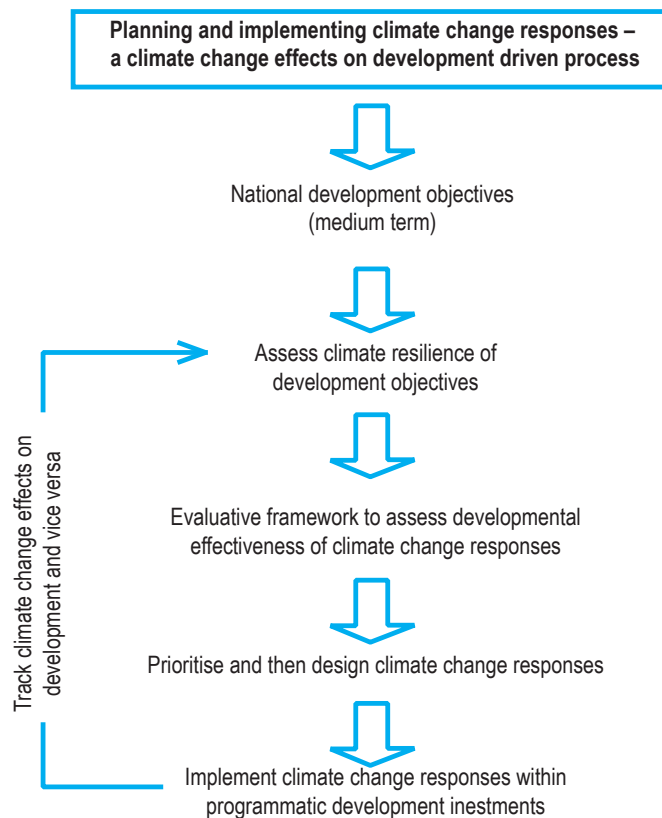 Planning and implementing climate change responses –
a climate change effects on development driven process
National development objectives
(medium term)
Assess climate resilience of
development objectives
Track climate change effects on
development and vice versa
Evaluative framework to assess developmental
effectiveness of climate change responses
Prioritise and then design climate change responses
Implement climate change responses within
programmatic development inestments